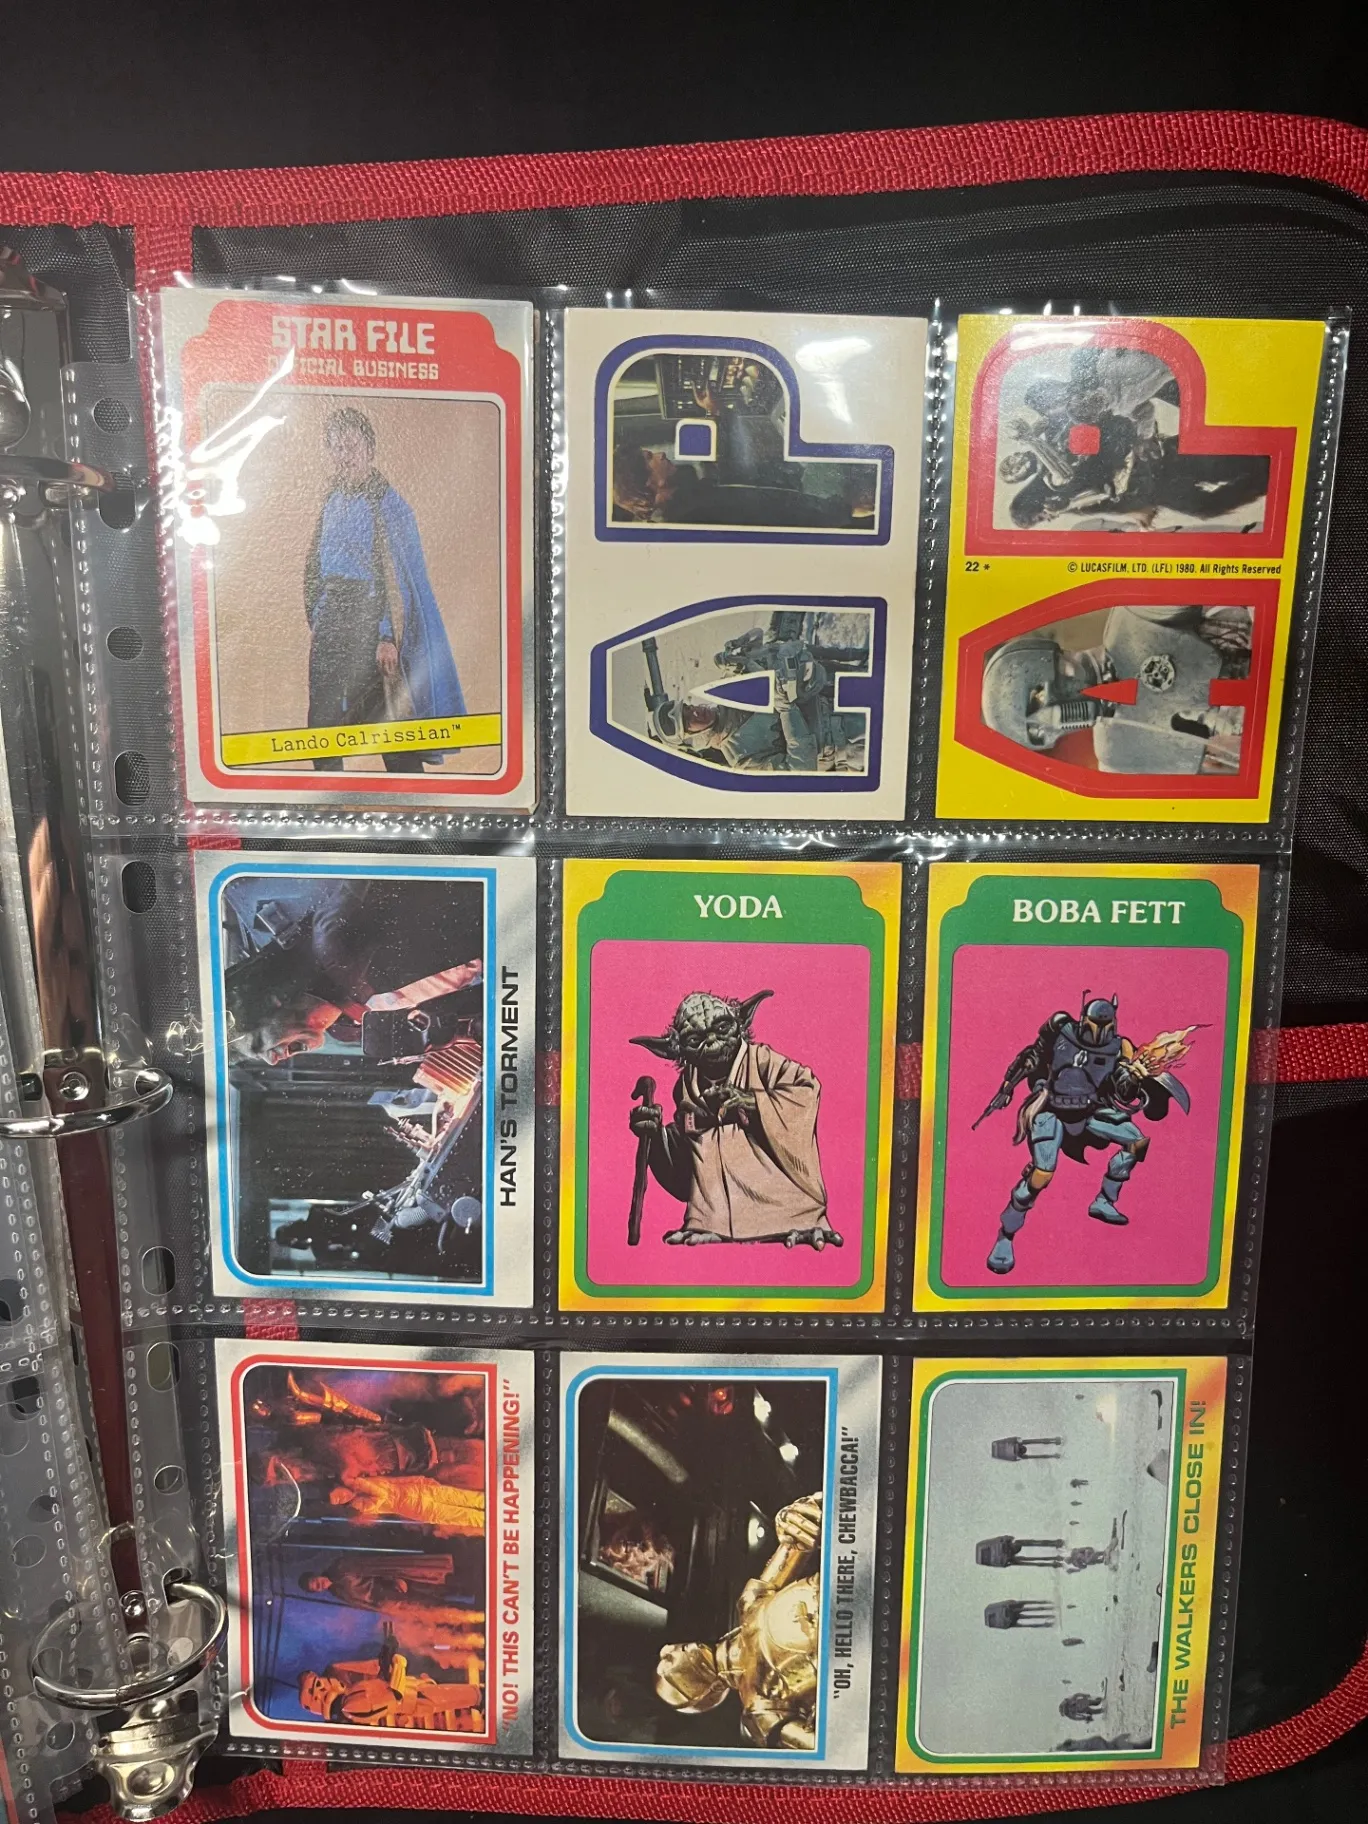 STAR FILE
OFFICIAL BUSINESS
Lando Calrissian™
P
A
P
22 *
© LUCASFILM, LTD. (LFL) 1980. All Rights Reserved
A
HAN'S TORMENT
YODA
BOBA FETT
"NO! THIS CAN'T BE HAPPENING!"
"OH, HELLO THERE, CHEWBACCA!"
THE WALKERS CLOSE IN!